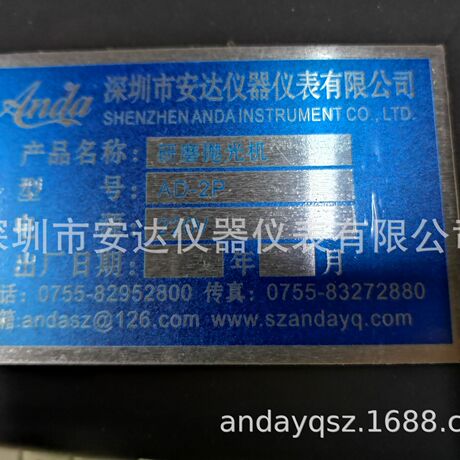 Anda 深圳市安达仪器仪表有限公司
SHENZHEN ANDA INSTRUMENT CO., LTD.
产品名称: 研磨抛光机
型 号: AD-2P
深圳市安达仪器仪表有限公司
出厂日期: 年 月
话: 0755-82952800 传真: 0755-83272880
箱:andasz@126.com www.szandayq.com
andayqsz.1688.co